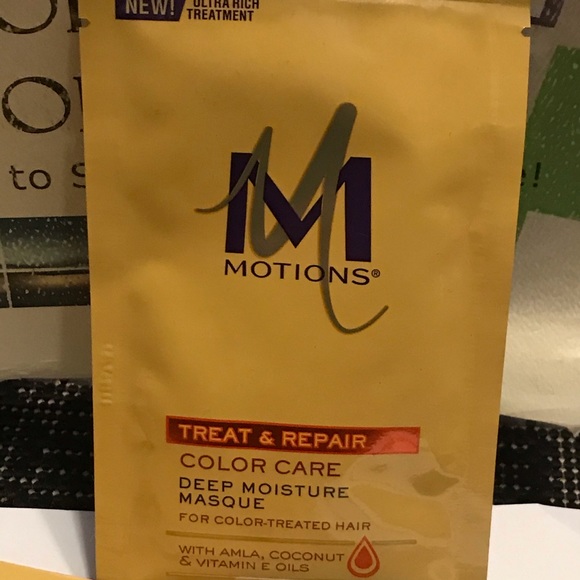 NEW!
ULTRA RICH
TREATMENT
to
M
MOTIONS®
TREAT & REPAIR
COLOR CARE
DEEP MOISTURE
MASQUE
FOR COLOR-TREATED HAIR
WITH AMLA, COCONUT
& VITAMIN E OILS